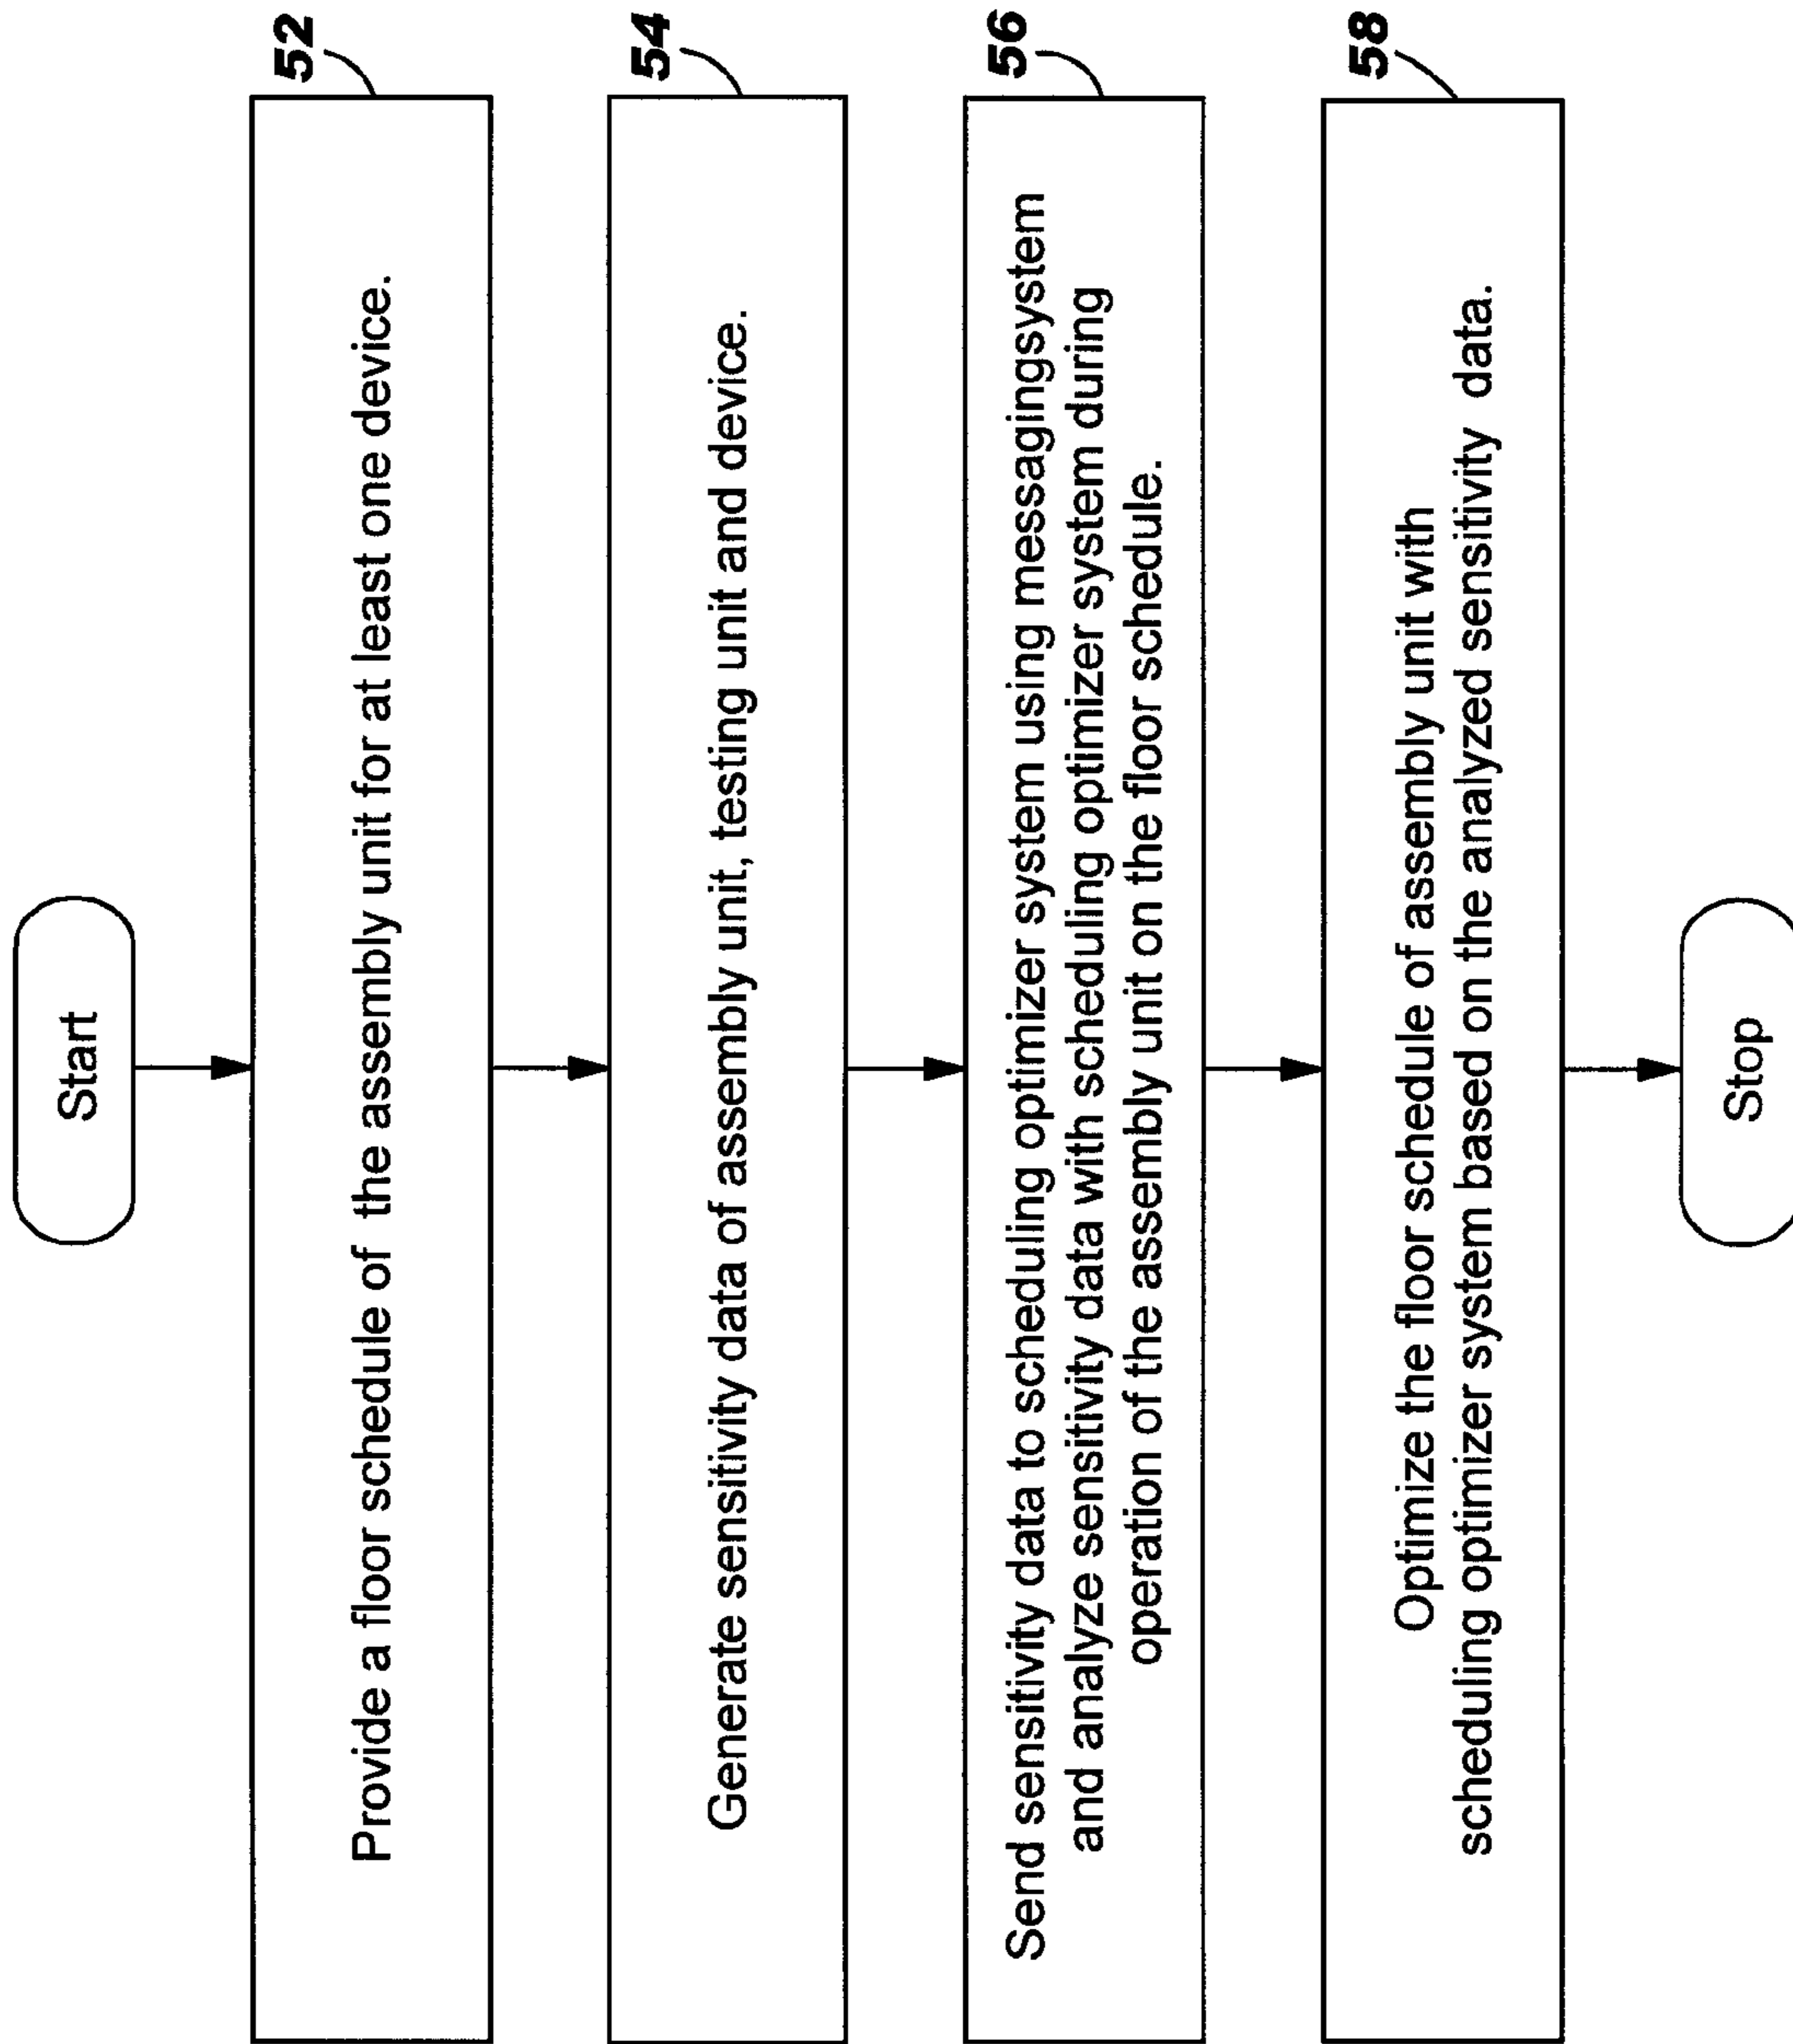 Start
52
Provide a floor schedule of the assembly unit for at least one device.
54
Generate sensitivity data of assembly unit, testing unit and device.
56
Send sensitivity data to scheduling optimizer system using messagingsystem
and analyze sensitivity data with scheduling optimizer system during
operation of the assembly unit on the floor schedule.
58
Optimize the floor schedule of assembly unit with
scheduling optimizer system based on the analyzed sensitivity data.
Stop